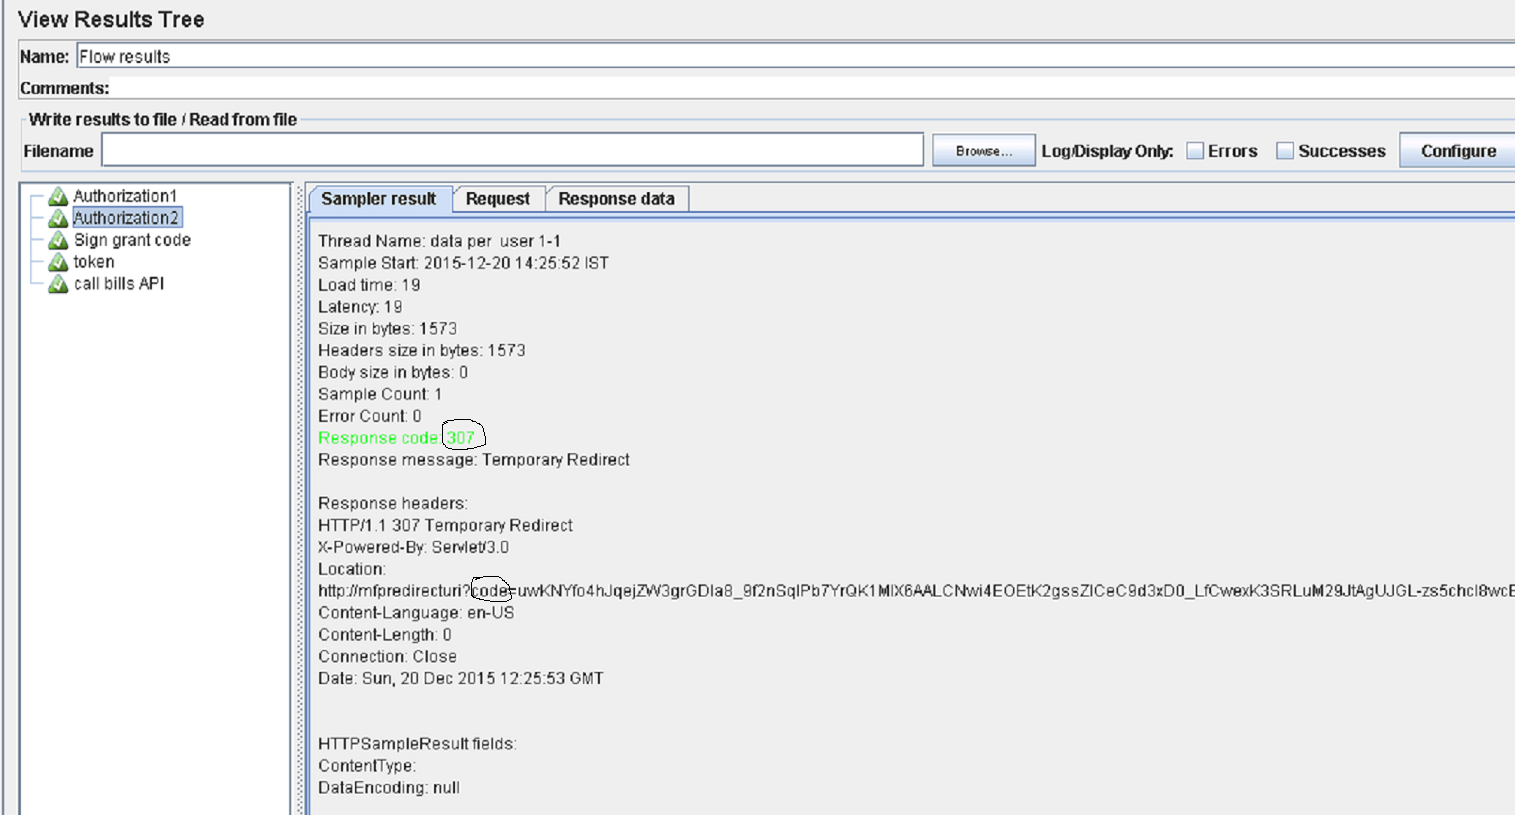 View Results Tree
Name: Flow results
Comments:
Write results to file / Read from file
Filename Browse... Log/Display Only: Errors Successes Configure
Authorization1
Authorization2
Sign grant code
token
call bills API
Sampler result Request Response data
Thread Name: data per user 1-1
Sample Start: 2015-12-20 14:25:52 IST
Load time: 19
Latency: 19
Size in bytes: 1573
Headers size in bytes: 1573
Body size in bytes: 0
Sample Count: 1
Error Count: 0
Response code: 307
Response message: Temporary Redirect
Response headers:
HTTP/1.1 307 Temporary Redirect
X-Powered-By: Servlet/3.0
Location:
http://mfpredirecturi?code=
Content-Language: en-US
Content-Length: 0
Connection: Close
Date: Sun, 20 Dec 2015 12:25:53 GMT
HTTPSampleResult fields:
ContentType:
DataEncoding: null